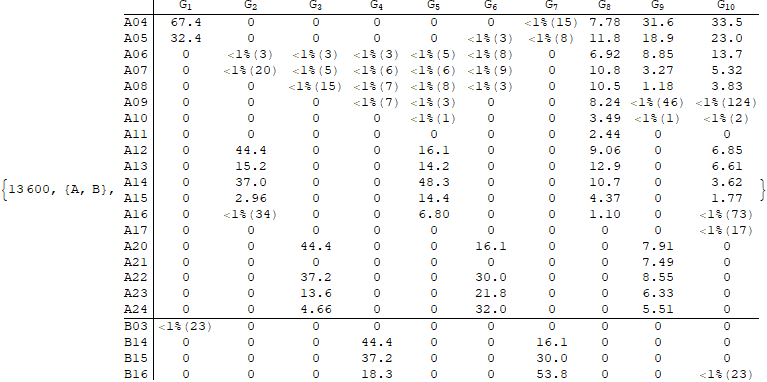 G₁ G₂ G₃ G₄ G₅ G₆ G₇ G₈ G₉ G₁₀
A04 67.4 0 0 0 0 0 <1%(15) 7.78 31.6 33.5
A05 32.4 0 0 0 0 <1%(3) <1%(8) 11.8 18.9 23.0
A06 0 <1%(3) <1%(3) <1%(3) <1%(5) <1%(8) 0 6.92 8.85 13.7
A07 0 <1%(20) <1%(5) <1%(6) <1%(6) <1%(9) 0 10.8 3.27 5.32
A08 0 0 <1%(15) <1%(7) <1%(8) <1%(3) 0 10.5 1.18 3.83
A09 0 0 0 <1%(7) <1%(3) 0 0 8.24 <1%(46) <1%(124)
A10 0 0 0 0 <1%(1) 0 0 3.49 <1%(1) <1%(2)
A11 0 0 0 0 0 0 0 2.44 0 0
A12 0 44.4 0 0 16.1 0 0 9.06 0 6.85
A13 0 15.2 0 0 14.2 0 0 12.9 0 6.61
{13600, {A, B}, A14 0 37.0 0 0 48.3 0 0 10.7 0 3.62 }
A15 0 2.96 0 0 14.4 0 0 4.37 0 1.77
A16 0 <1%(34) 0 0 6.80 0 0 1.10 0 <1%(73)
A17 0 0 0 0 0 0 0 0 0 <1%(17)
A20 0 0 44.4 0 0 16.1 0 0 7.91 0
A21 0 0 0 0 0 0 0 0 7.49 0
A22 0 0 37.2 0 0 30.0 0 0 8.55 0
A23 0 0 13.6 0 0 21.8 0 0 6.33 0
A24 0 0 4.66 0 0 32.0 0 0 5.51 0
B03 <1%(23) 0 0 0 0 0 0 0 0 0
B14 0 0 0 44.4 0 0 16.1 0 0 0
B15 0 0 0 37.2 0 0 30.0 0 0 0
B16 0 0 0 18.3 0 0 53.8 0 0 <1%(23)